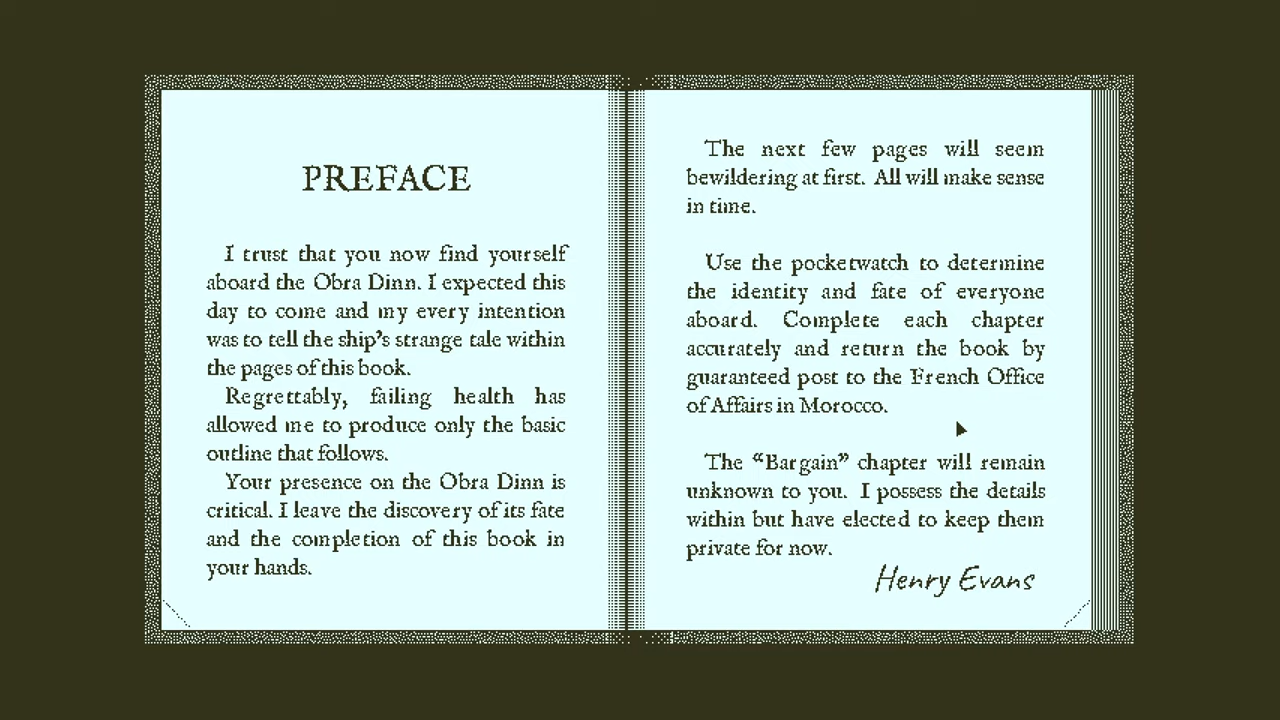 PREFACE
I trust that you now find yourself
aboard the Obra Dinn. I expected this
day to come and my every intention
was to tell the ship's strange tale within
the pages of this book.
Regrettably, failing health has
allowed me to produce only the basic
outline that follows.
Your presence on the Obra Dinn is
critical. I leave the discovery of its fate
and the completion of this book in
your hands.
The next few pages will seem
bewildering at first. All will make sense
in time.
Use the pocketwatch to determine
the identity and fate of everyone
aboard. Complete each chapter
accurately and return the book by
guaranteed post to the French Office
of Affairs in Morocco.
The “Bargain” chapter will remain
unknown to you. I possess the details
within but have elected to keep them
private for now.
Henry Evans